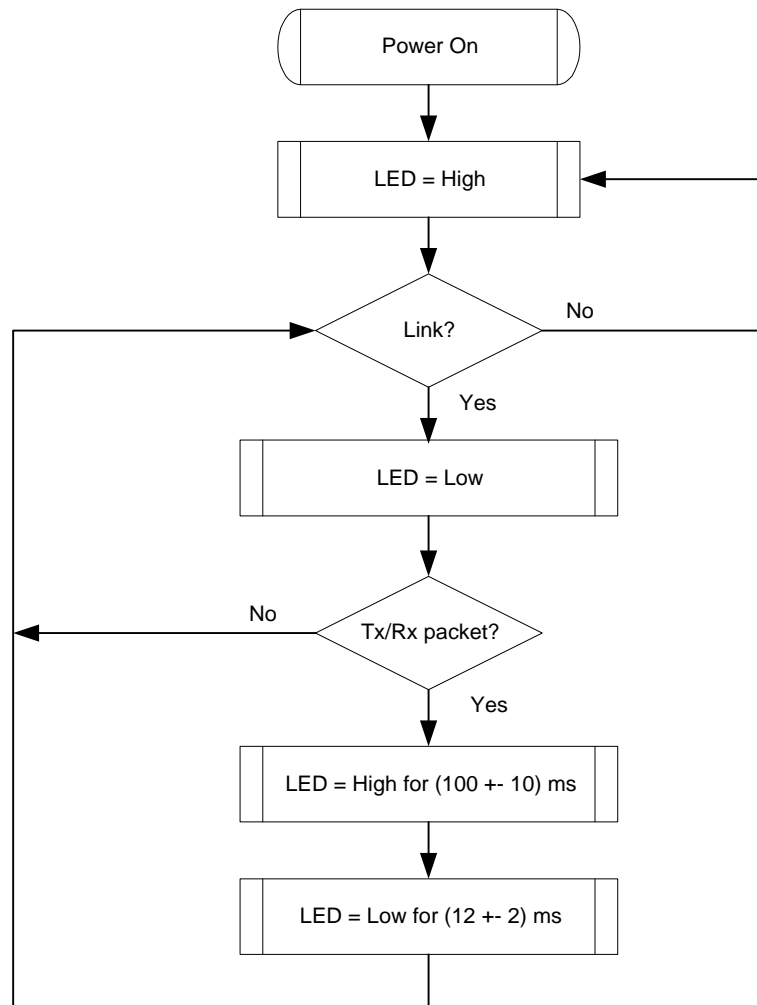 Power On
LED = High
Link?
No
Yes
LED = Low
No
Tx/Rx packet?
Yes
LED = High for (100 +- 10) ms
LED = Low for (12 +- 2) ms